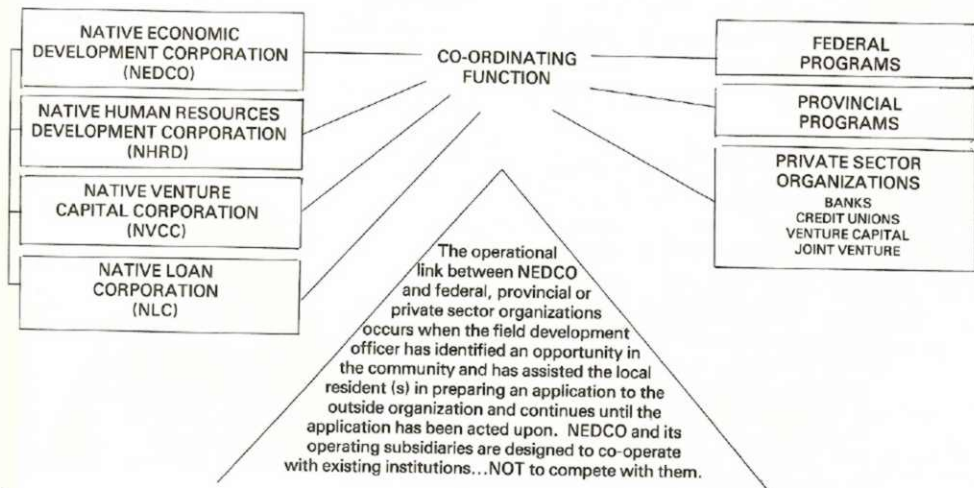 NATIVE ECONOMIC
DEVELOPMENT CORPORATION
(NEDCO)
NATIVE HUMAN RESOURCES
DEVELOPMENT CORPORATION
(NHRD)
NATIVE VENTURE
CAPITAL CORPORATION
(NVCC)
NATIVE LOAN
CORPORATION
(NLC)
CO-ORDINATING
FUNCTION
FEDERAL
PROGRAMS
PROVINCIAL
PROGRAMS
PRIVATE SECTOR
ORGANIZATIONS
BANKS
CREDIT UNIONS
VENTURE CAPITAL
JOINT VENTURE
The operational
link between NEDCO
and federal, provincial or
private sector organizations
occurs when the field development
officer has identified an opportunity in
the community and has assisted the local
resident (s) in preparing an application to the
outside organization and continues until the
application has been acted upon. NEDCO and its
operating subsidiaries are designed to co-operate
with existing institutions...NOT to compete with them.